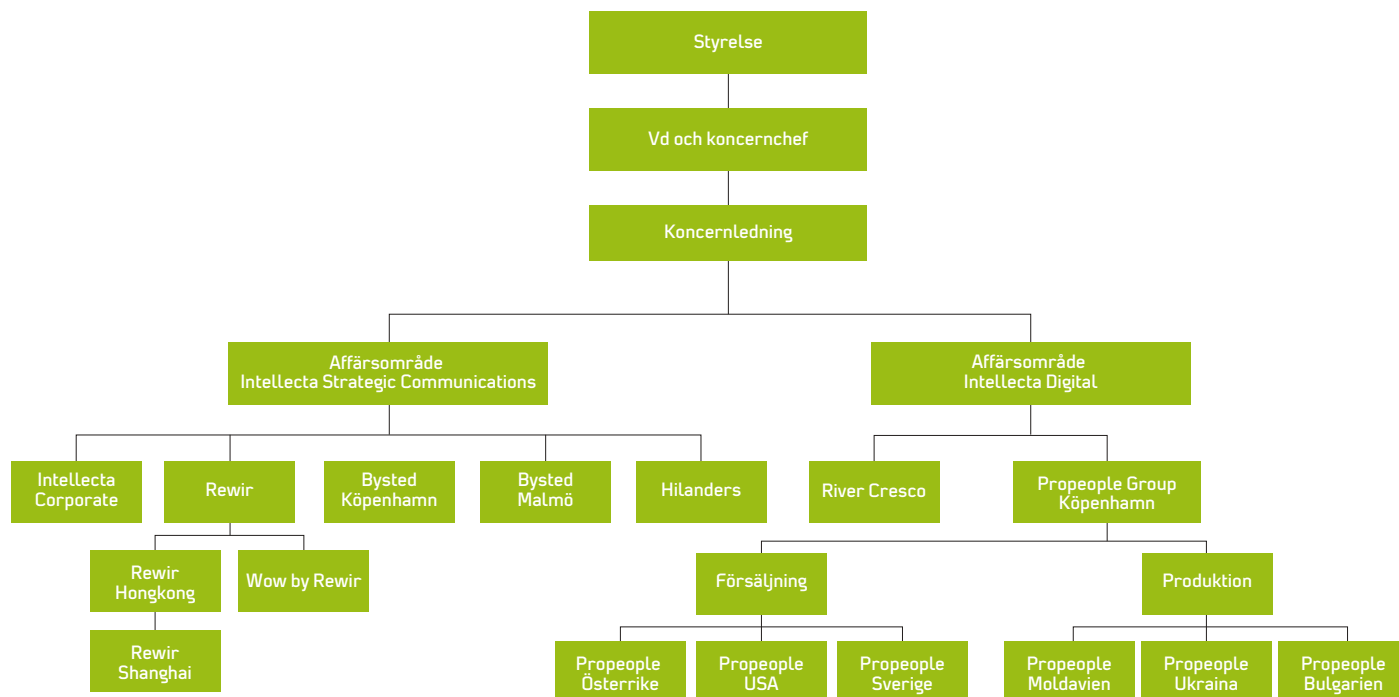 Styrelse
Vd och koncernchef
Koncernledning
Affärsområde
Intellecta Strategic Communications
Affärsområde
Intellecta Digital
Intellecta
Corporate
Rewir
Bysted
Köpenhamn
Bysted
Malmö
Hilanders
River Cresco
Propeople Group
Köpenhamn
Rewir
Hongkong
Wow by Rewir
Försäljning
Produktion
Rewir
Shanghai
Propeople
Österrike
Propeople
USA
Propeople
Sverige
Propeople
Moldavien
Propeople
Ukraina
Propeople
Bulgarien